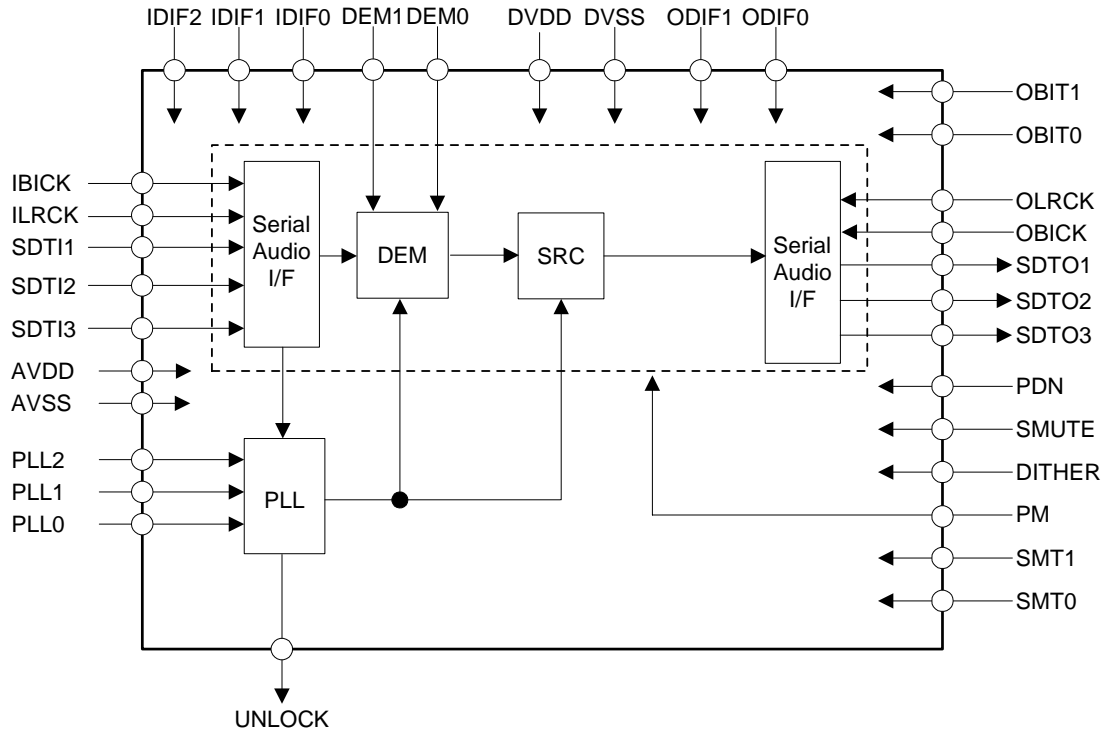 IDIF2 IDIF1 IDIF0 DEM1 DEM0 DVDD DVSS ODIF1 ODIF0
OBIT1
OBIT0
IBICK
ILRCK
SDTI1
SDTI2
SDTI3
AVDD
AVSS
PLL2
PLL1
PLL0
Serial
Audio
I/F
DEM
SRC
Serial
Audio
I/F
PLL
OLRCK
OBICK
SDTO1
SDTO2
SDTO3
PDN
SMUTE
DITHER
PM
SMT1
SMT0
UNLOCK